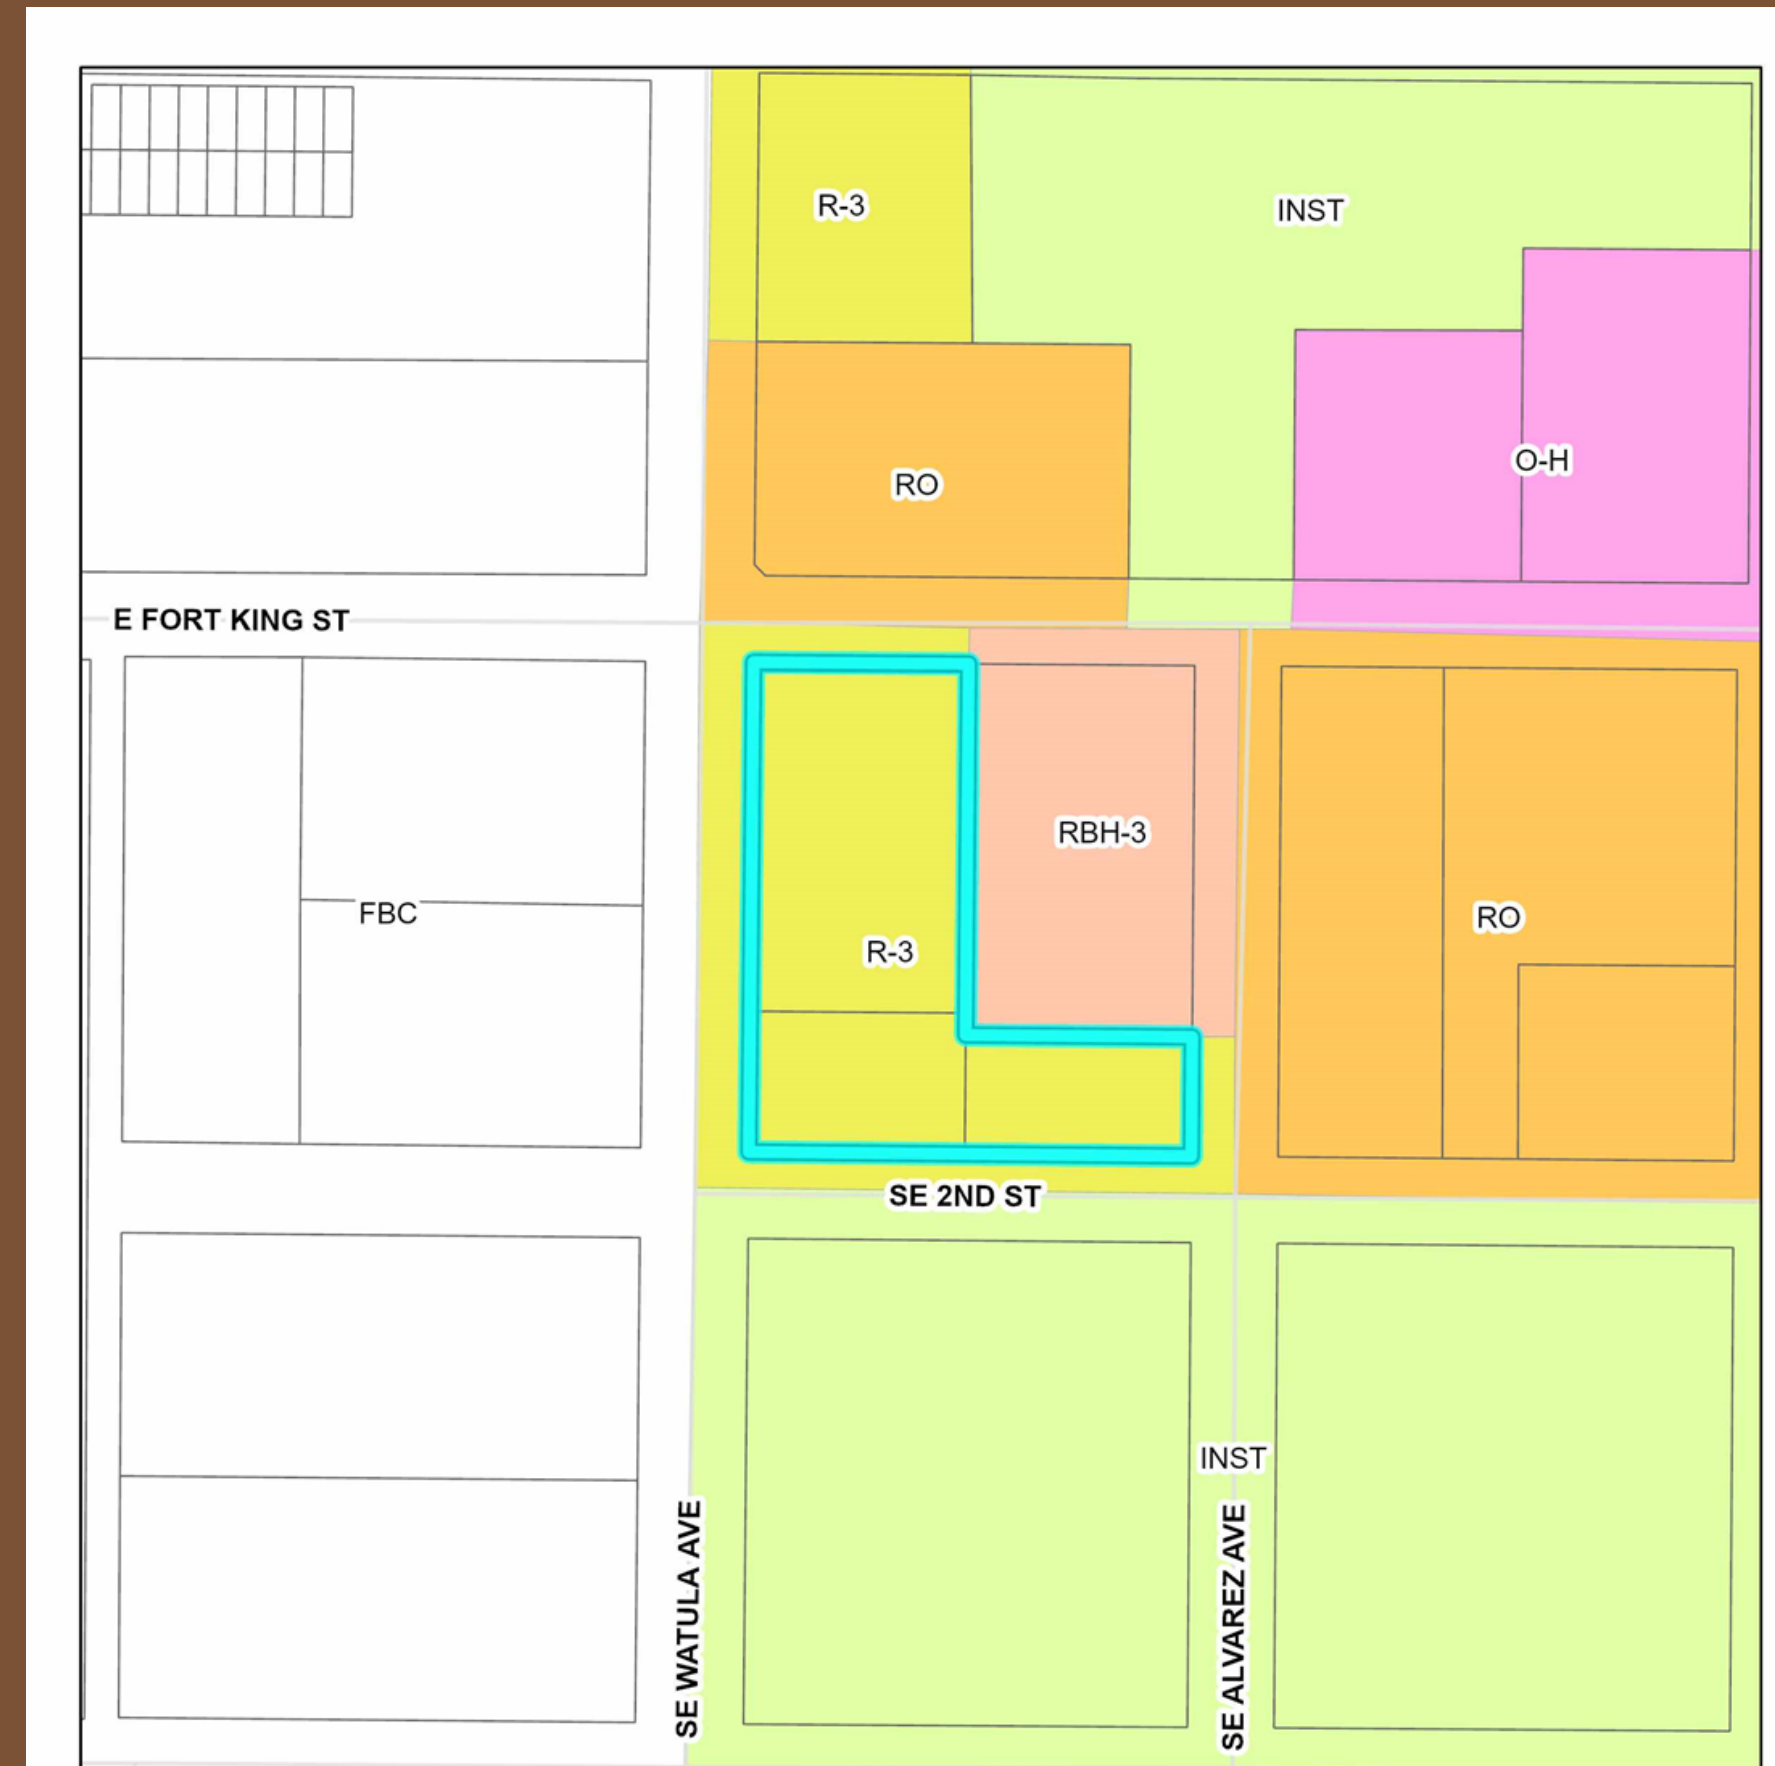 R-3
INST
O-H
RO
E FORT KING ST
RBH-3
FBC
RO
R-3
SE 2ND ST
INST
SE WATULA AVE
SE ALVAREZ AVE